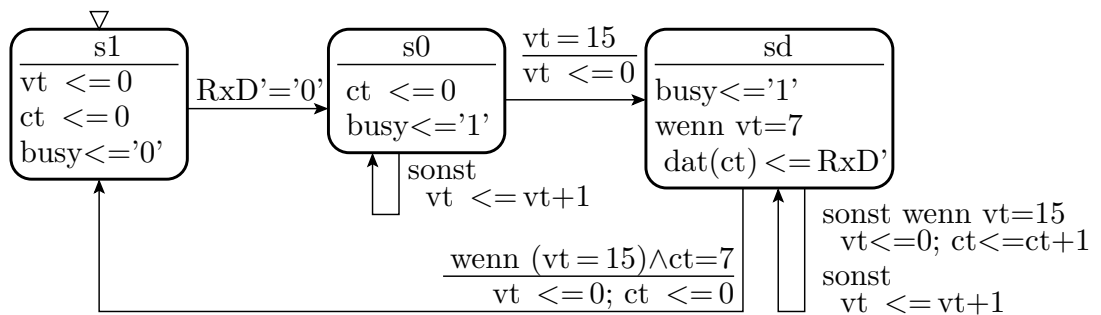 s1
vt <=0
ct <=0
busy<='0'
RxD'='0'
s0
ct <=0
busy<='1'
sonst
vt <=vt+1
vt=15
vt <=0
sd
busy<='1'
wenn vt=7
dat(ct)<=RxD'
wenn (vt=15)∧ct=7
vt <=0; ct <=0
sonst wenn vt=15
vt<=0; ct<=ct+1
sonst
vt <=vt+1